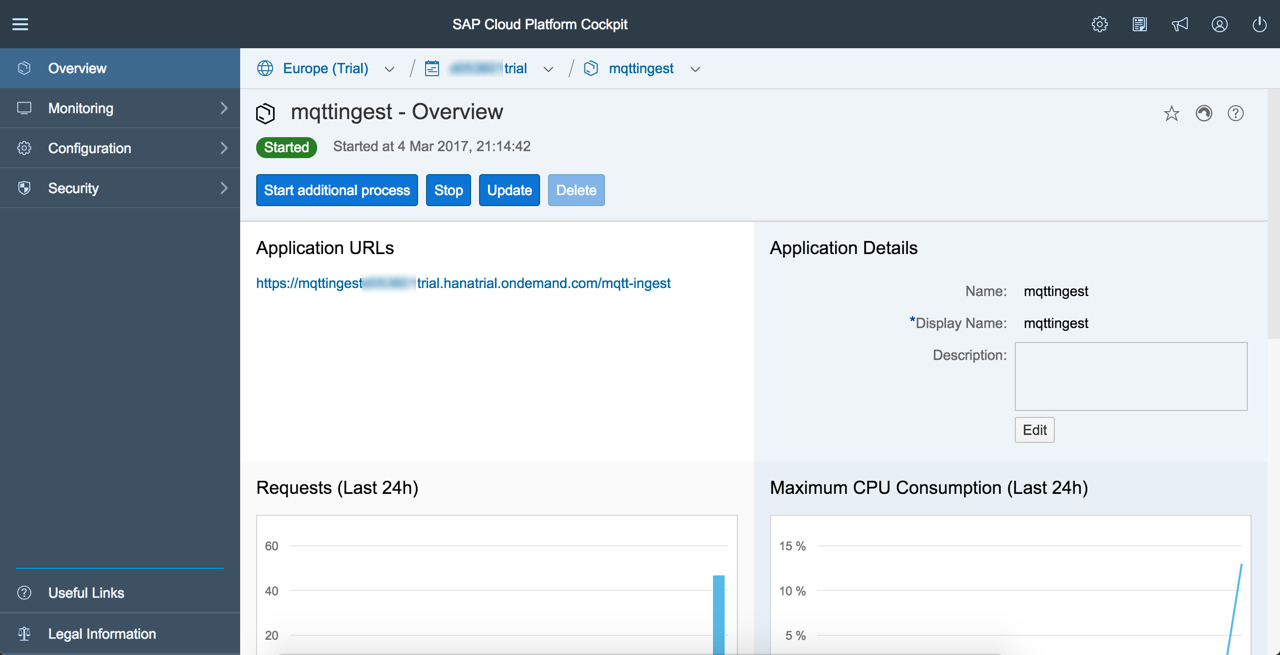 SAP Cloud Platform Cockpit
Overview
Monitoring
Configuration
Security
Useful Links
Legal Information
Europe (Trial) / trial / mqttingest
mqttingest - Overview
Started Started at 4 Mar 2017, 21:14:42
Start additional process Stop Update Delete
Application URLs
https://mqttingest trial.hanatrial.ondemand.com/mqtt-ingest
Application Details
Name: mqttingest
*Display Name: mqttingest
Description:
Edit
Requests (Last 24h)
60
40
20
Maximum CPU Consumption (Last 24h)
15 %
10 %
5 %